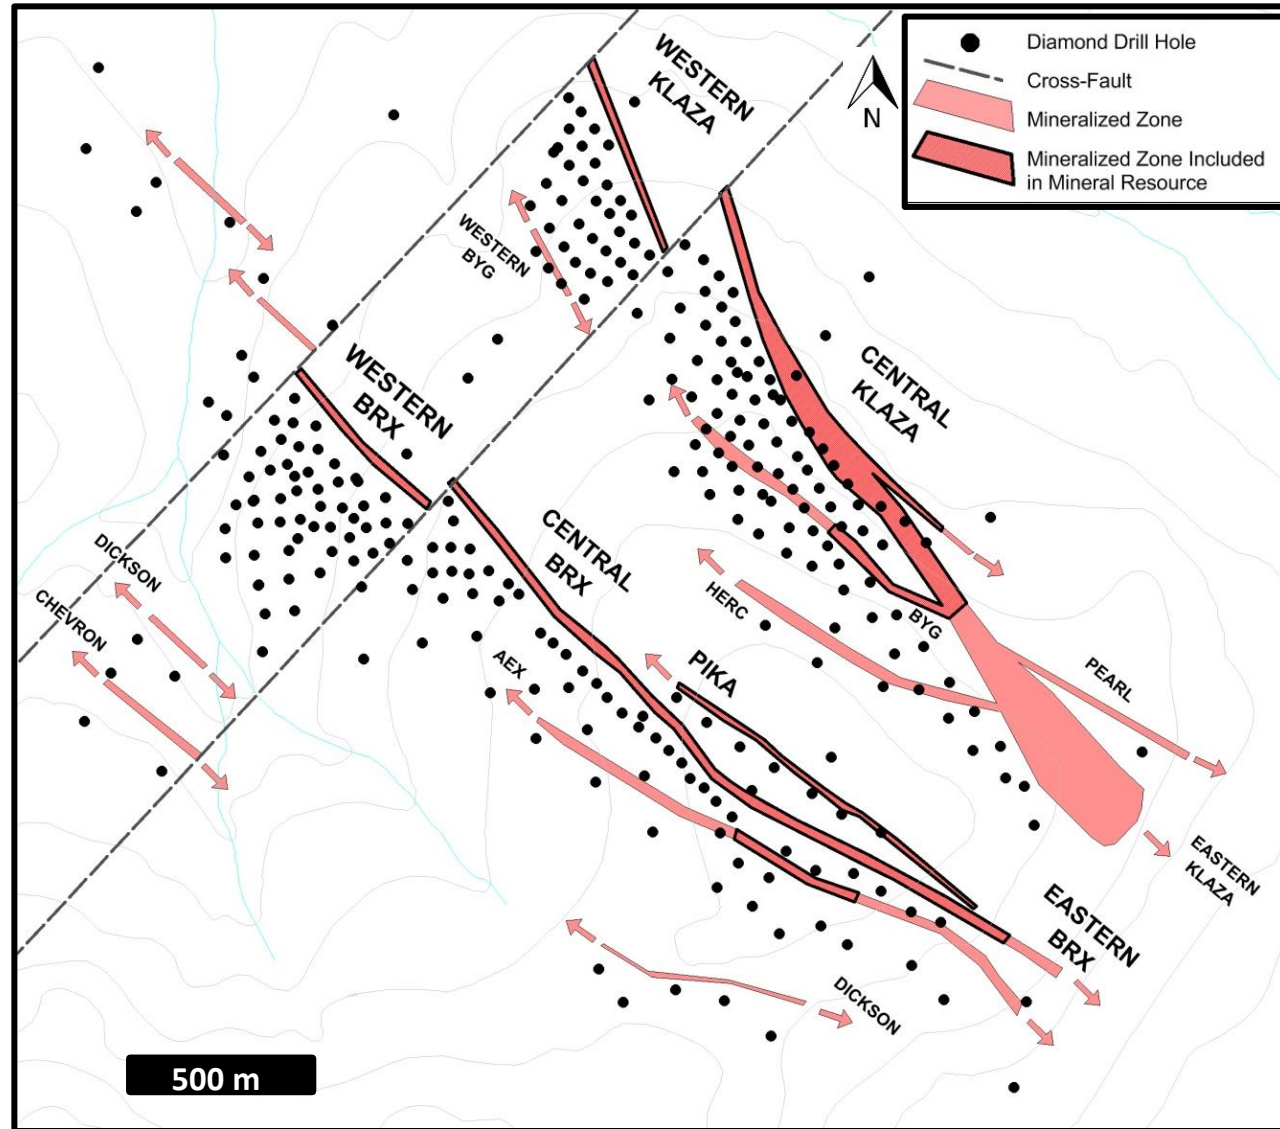 Diamond Drill Hole
Cross-Fault
Mineralized Zone
Mineralized Zone Included
in Mineral Resource
N
WESTERN
KLAZA
WESTERN
BYG
WESTERN
BRX
CENTRAL
KLAZA
CENTRAL
BRX
DICKSON
CHEVRON
HERC
BYG
AEX
PIKA
PEARL
EASTERN
KLAZA
EASTERN
BRX
DICKSON
500 m